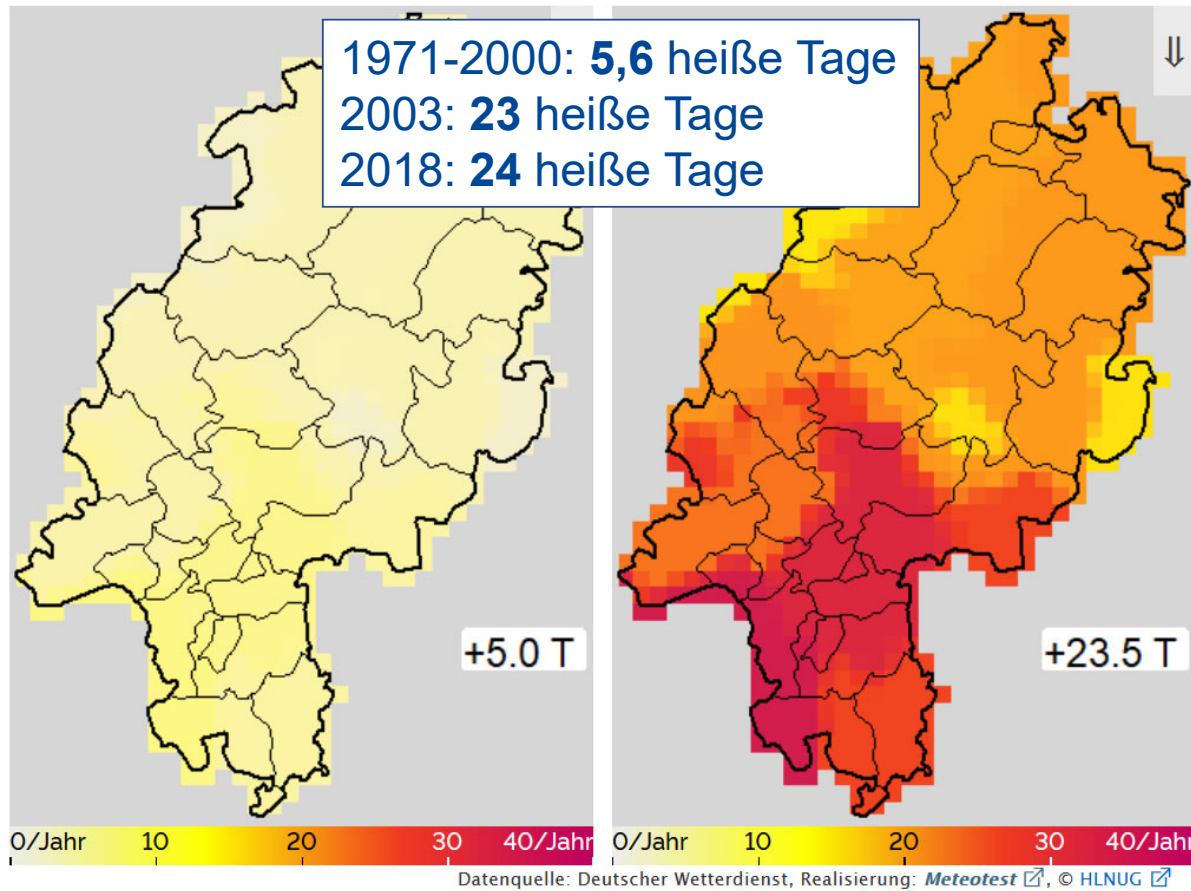 1971-2000: 5,6 heiße Tage
2003: 23 heiße Tage
2018: 24 heiße Tage
⇓
+5.0 T
+23.5 T
0/Jahr 10 20 30 40/Jahr
0/Jahr 10 20 30 40/Jahr
Datenquelle: Deutscher Wetterdienst, Realisierung: Meteotest, © HLNUG